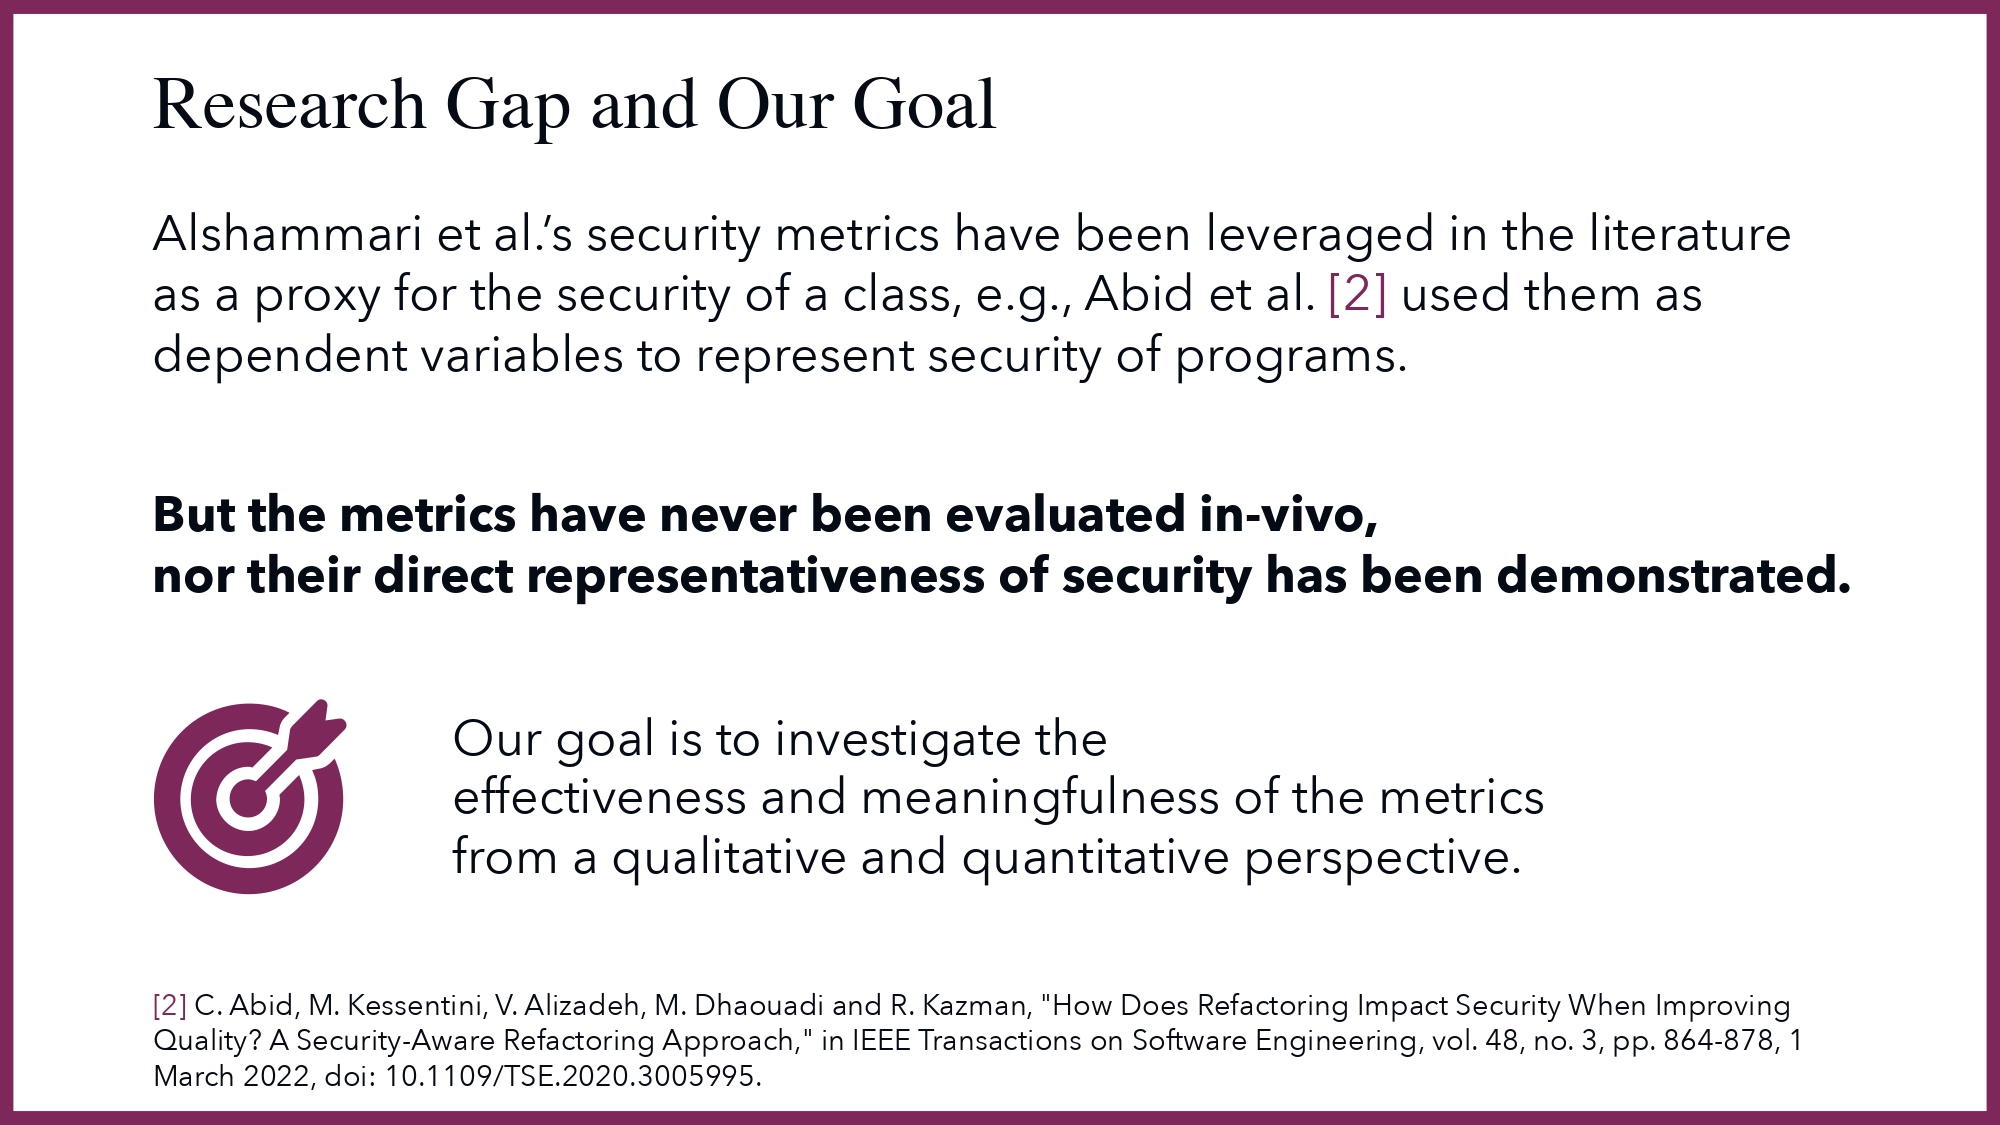 Research Gap and Our Goal
Alshammari et al.’s security metrics have been leveraged in the literature
as a proxy for the security of a class, e.g., Abid et al. [2] used them as
dependent variables to represent security of programs.
But the metrics have never been evaluated in-vivo,
nor their direct representativeness of security has been demonstrated.
Our goal is to investigate the
effectiveness and meaningfulness of the metrics
from a qualitative and quantitative perspective.
[2] C. Abid, M. Kessentini, V. Alizadeh, M. Dhaouadi and R. Kazman, "How Does Refactoring Impact Security When Improving
Quality? A Security-Aware Refactoring Approach," in IEEE Transactions on Software Engineering, vol. 48, no. 3, pp. 864-878, 1
March 2022, doi: 10.1109/TSE.2020.3005995.